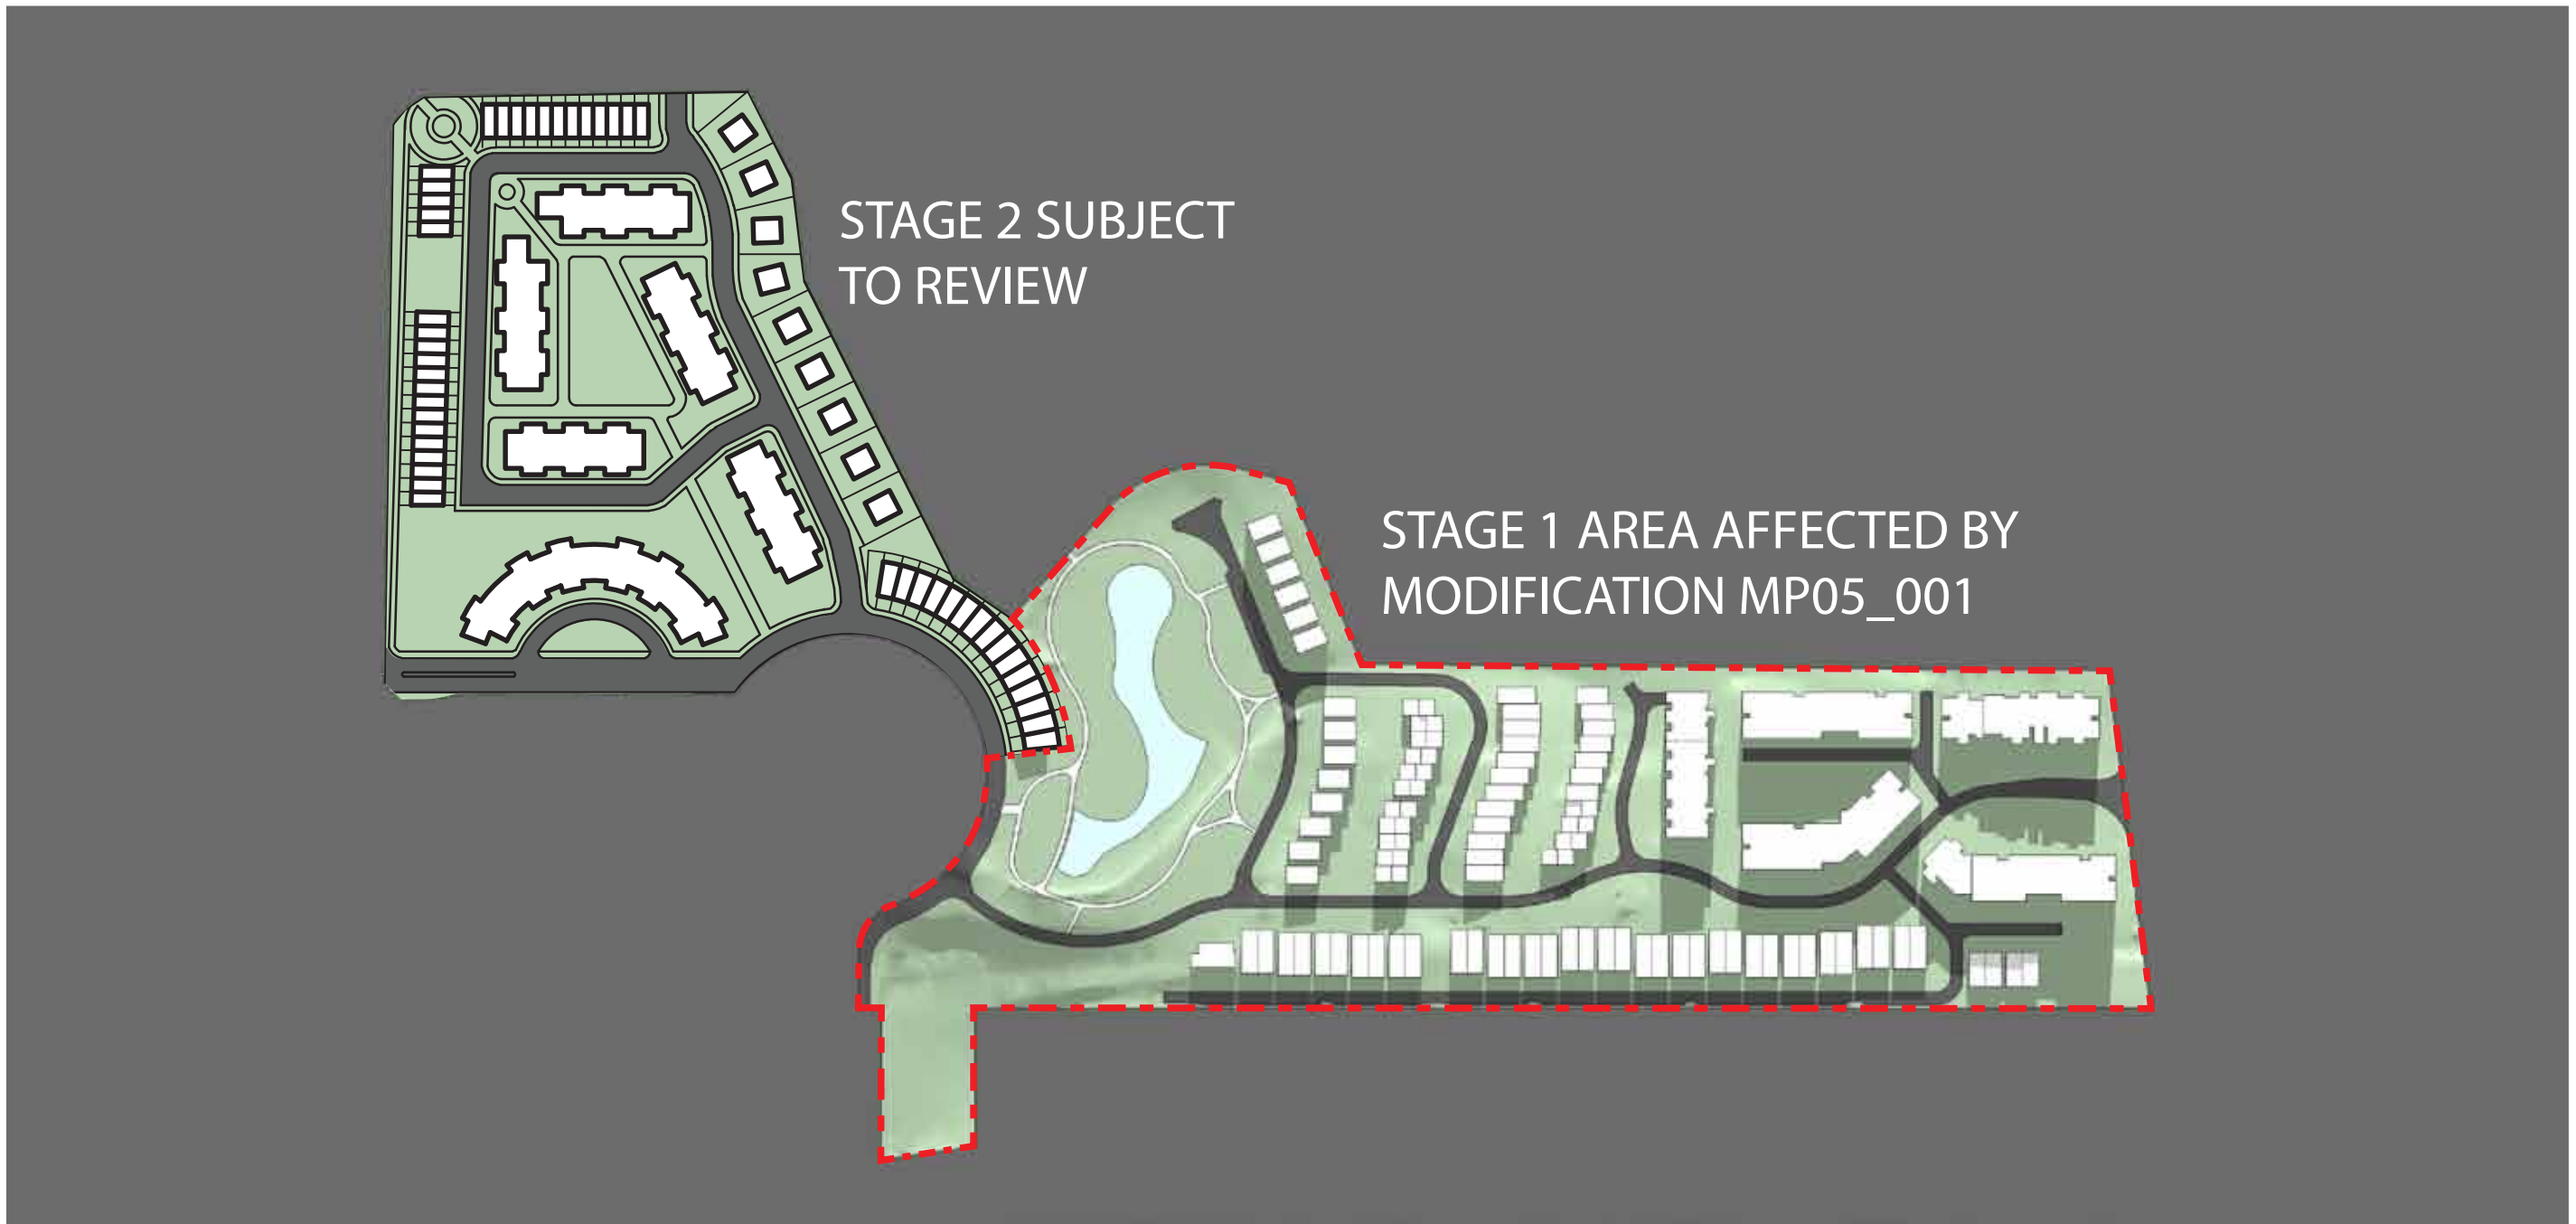 STAGE 2 SUBJECT
TO REVIEW
STAGE 1 AREA AFFECTED BY
MODIFICATION MP05_001